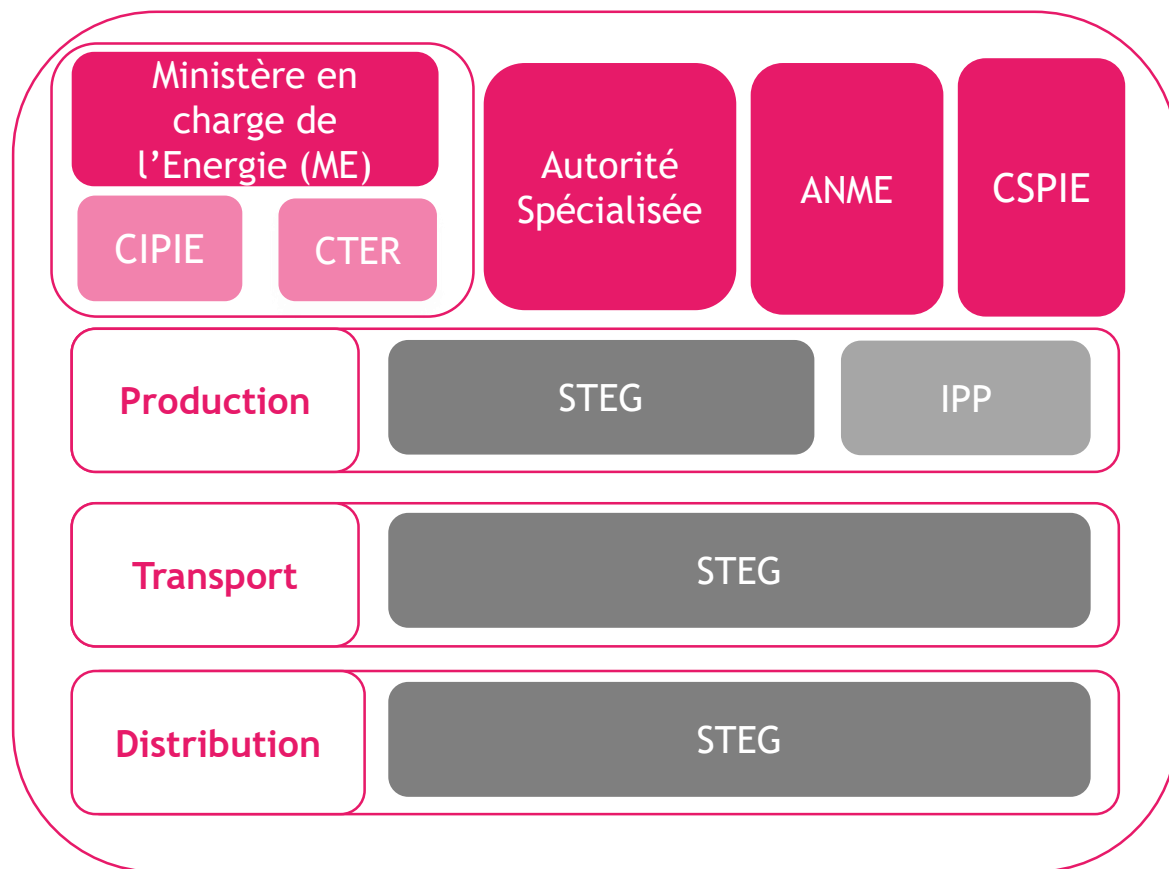 Ministère en
charge de
l’Energie (ME)
CIPIE
CTER
Autorité
Spécialisée
ANME
CSPIE
Production
STEG
IPP
Transport
STEG
Distribution
STEG